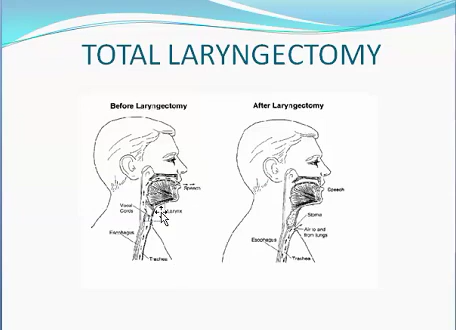 TOTAL LARYNGECTOMY
Before Laryngectomy
After Laryngectomy
Speech
Vocal
Cords
Larynx
Esophagus
Trachea
Speech
Stoma
Air to and
from lungs
Esophagus
Trachea